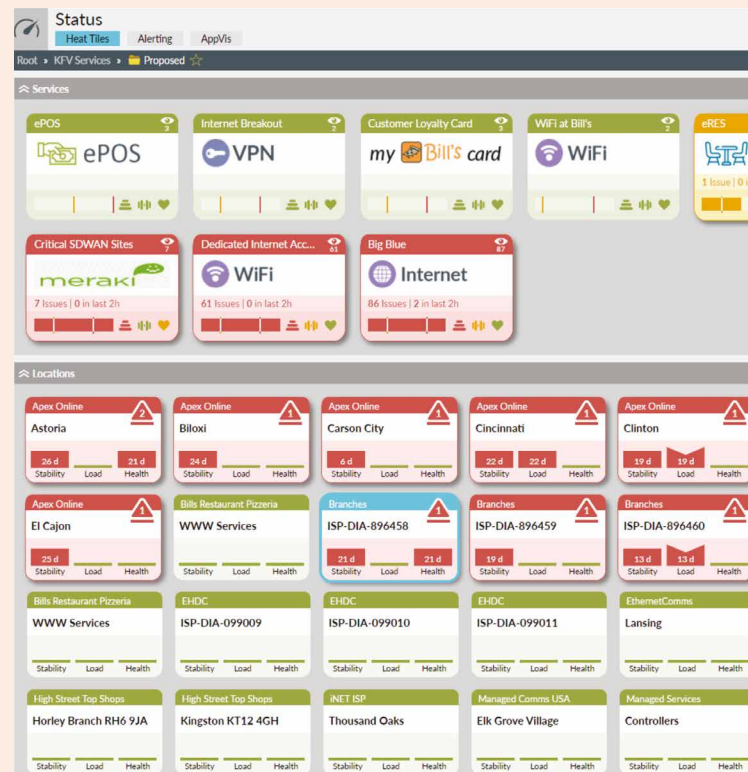 Status
Heat Tiles Alerting AppVis
Root » KFV Services » Proposed
Services
ePOS 3 Internet Breakout 2 Customer Loyalty Card 3 WiFi at Bill's 2 eRES
ePOS VPN my Bill's card WiFi
1 Issue | 0 i
Critical SDWAN Sites 7 Dedicated Internet Acc... 61 Big Blue 87
meraki WiFi Internet
7 Issues | 0 in last 2h 61 Issues | 0 in last 2h 86 Issues | 2 in last 2h
Locations
Apex Online 2 Apex Online 1 Apex Online 1 Apex Online 1 Apex Online 1
Astoria Biloxi Carson City Cincinnati Clinton
26 d 21 d 24 d 6 d 22 d 22 d 19 d 19 d
Stability Load Health Stability Load Health Stability Load Health Stability Load Health Stability Load Health
Apex Online 1 Bills Restaurant Pizzeria Branches 1 Branches 1 Branches 1
El Cajon WWW Services ISP-DIA-896458 ISP-DIA-896459 ISP-DIA-896460
25 d 21 d 21 d 19 d 13 d 13 d
Stability Load Health Stability Load Health Stability Load Health Stability Load Health Stability Load Health
Bills Restaurant Pizzeria EHDC EHDC EHDC EthernetComms
WWW Services ISP-DIA-099009 ISP-DIA-099010 ISP-DIA-099011 Lansing
Stability Load Health Stability Load Health Stability Load Health Stability Load Health Stability Load Health
High Street Top Shops High Street Top Shops iNET ISP Managed Comms USA Managed Services
Horley Branch RH6 9JA Kingston KT12 4GH Thousand Oaks Elk Grove Village Controllers
Stability Load Health Stability Load Health Stability Load Health Stability Load Health Stability Load Health